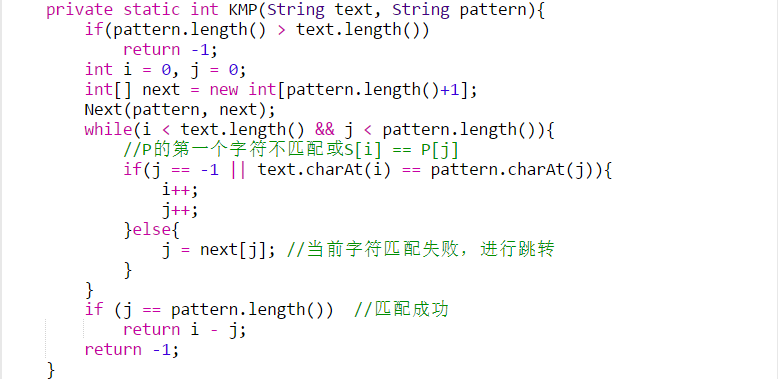 private static int KMP(String text, String pattern){
    if(pattern.length() > text.length())
        return -1;
    int i = 0, j = 0;
    int[] next = new int[pattern.length()+1];
    Next(pattern, next);
    while(i < text.length() && j < pattern.length()){
        //P的第一个字符不匹配或S[i] == P[j]
        if(j == -1 || text.charAt(i) == pattern.charAt(j)){
            i++;
            j++;
        }else{
            j = next[j]; //当前字符匹配失败，进行跳转
        }
    }
    if (j == pattern.length())  //匹配成功
        return i - j;
    return -1;
}